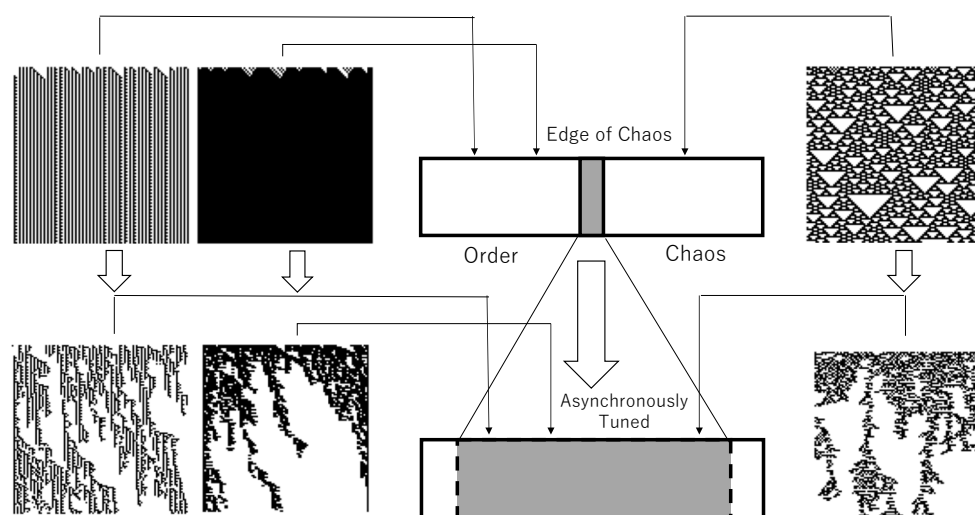 Edge of Chaos
Order
Chaos
Asynchronously
Tuned